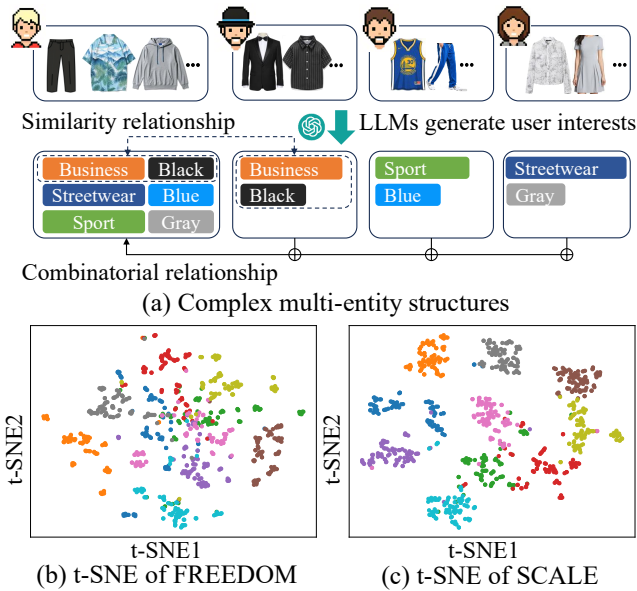 Similarity relationship
LLMs generate user interests
Business Black
Streetwear Blue
Sport Gray
Business
Black
Sport
Blue
Streetwear
Gray
Combinatorial relationship
(a) Complex multi-entity structures
t-SNE2
t-SNE1
(b) t-SNE of FREEDOM
t-SNE2
t-SNE1
(c) t-SNE of SCALE